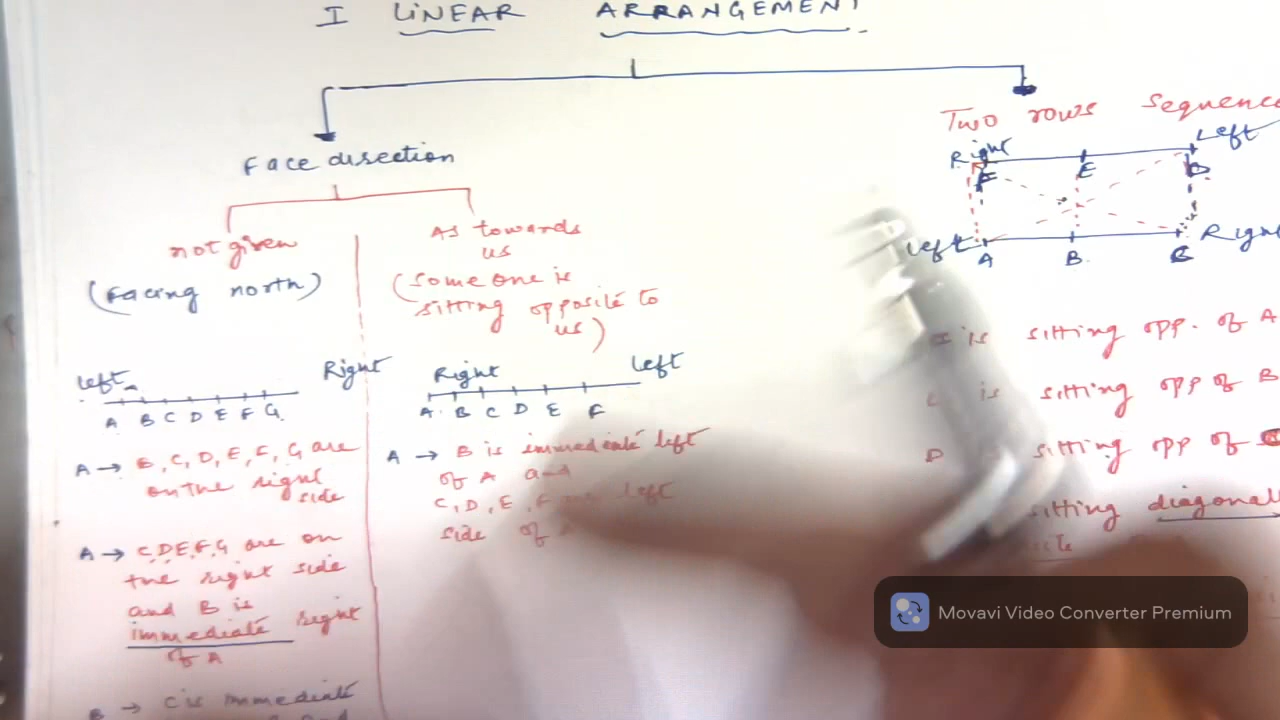 I LINEAR ARRANGEMENT
Face direction
not given
(facing north)
As towards
us
(someone is
sitting opposite to
us)
Left
Right
A B C D E F G
A → B, C, D, E, F, G are
on the right
side
A → C, D, E, F, G are on
the right side
and B is
immediate right
of A
B → C is immediate
Right
Left
A B C D E F
A → B is immediate left
of A and
C, D, E, F are left
side of
Two rows sequence
Right
Left
F E D
Left
Right
A B C
is sitting opp. of A
is sitting opp of B
D sitting opp of
sitting diagonal
Movavi Video Converter Premium